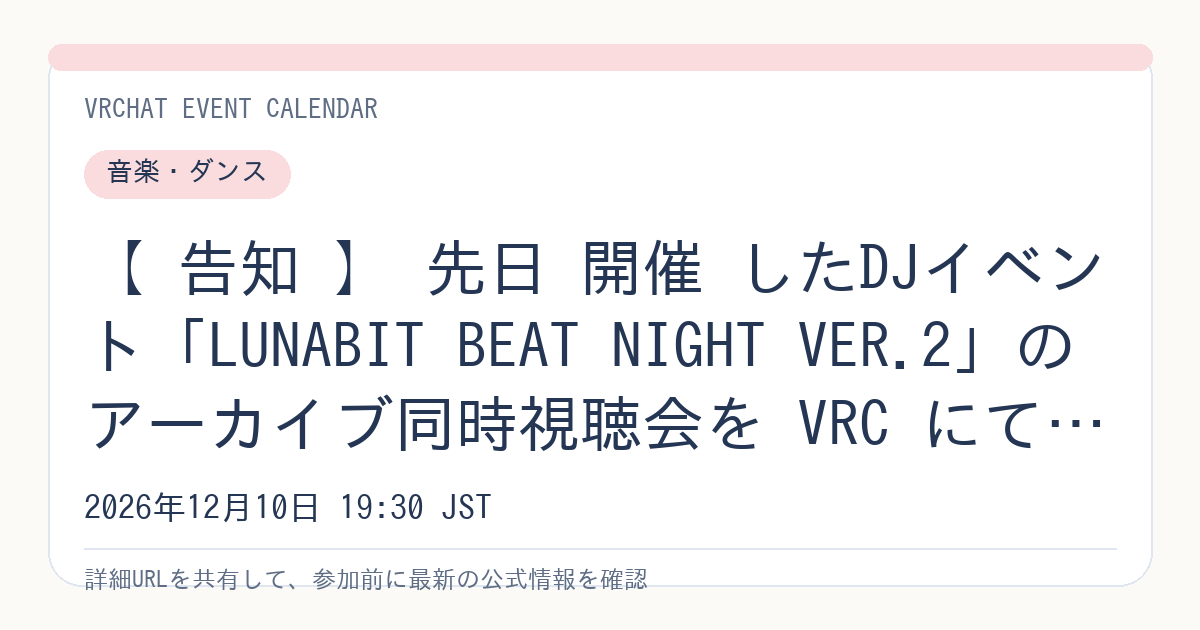 VRCHAT EVENT CALENDAR
音楽・ダンス
【 告知 】 先日 開催 したDJイベン
ト「LUNABIT BEAT NIGHT VER.2」の
アーカイブ同時視聴会を VRC にて…
2026年12月10日 19:30 JST
詳細URLを共有して、参加前に最新の公式情報を確認